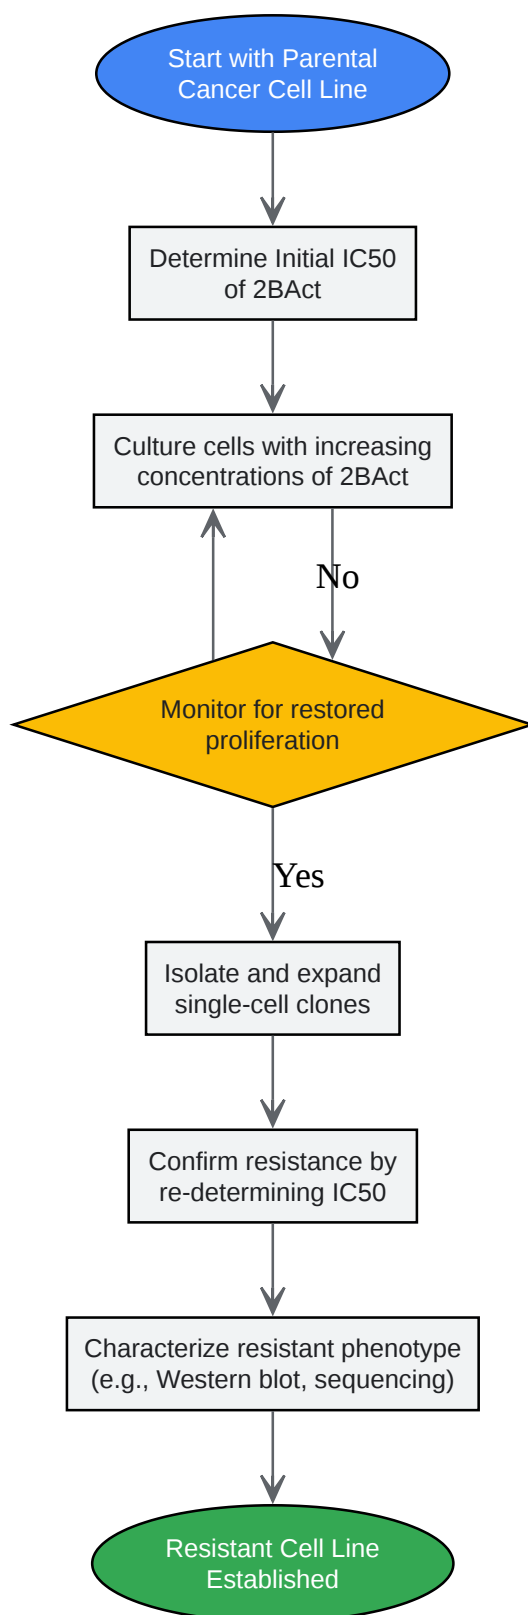 Start with Parental
Cancer Cell Line
Determine Initial IC50
of 2BAct
Culture cells with increasing
concentrations of 2BAct
No
Monitor for restored
proliferation
Yes
Isolate and expand
single-cell clones
Confirm resistance by
re-determining IC50
Characterize resistant phenotype
(e.g., Western blot, sequencing)
Resistant Cell Line
Established